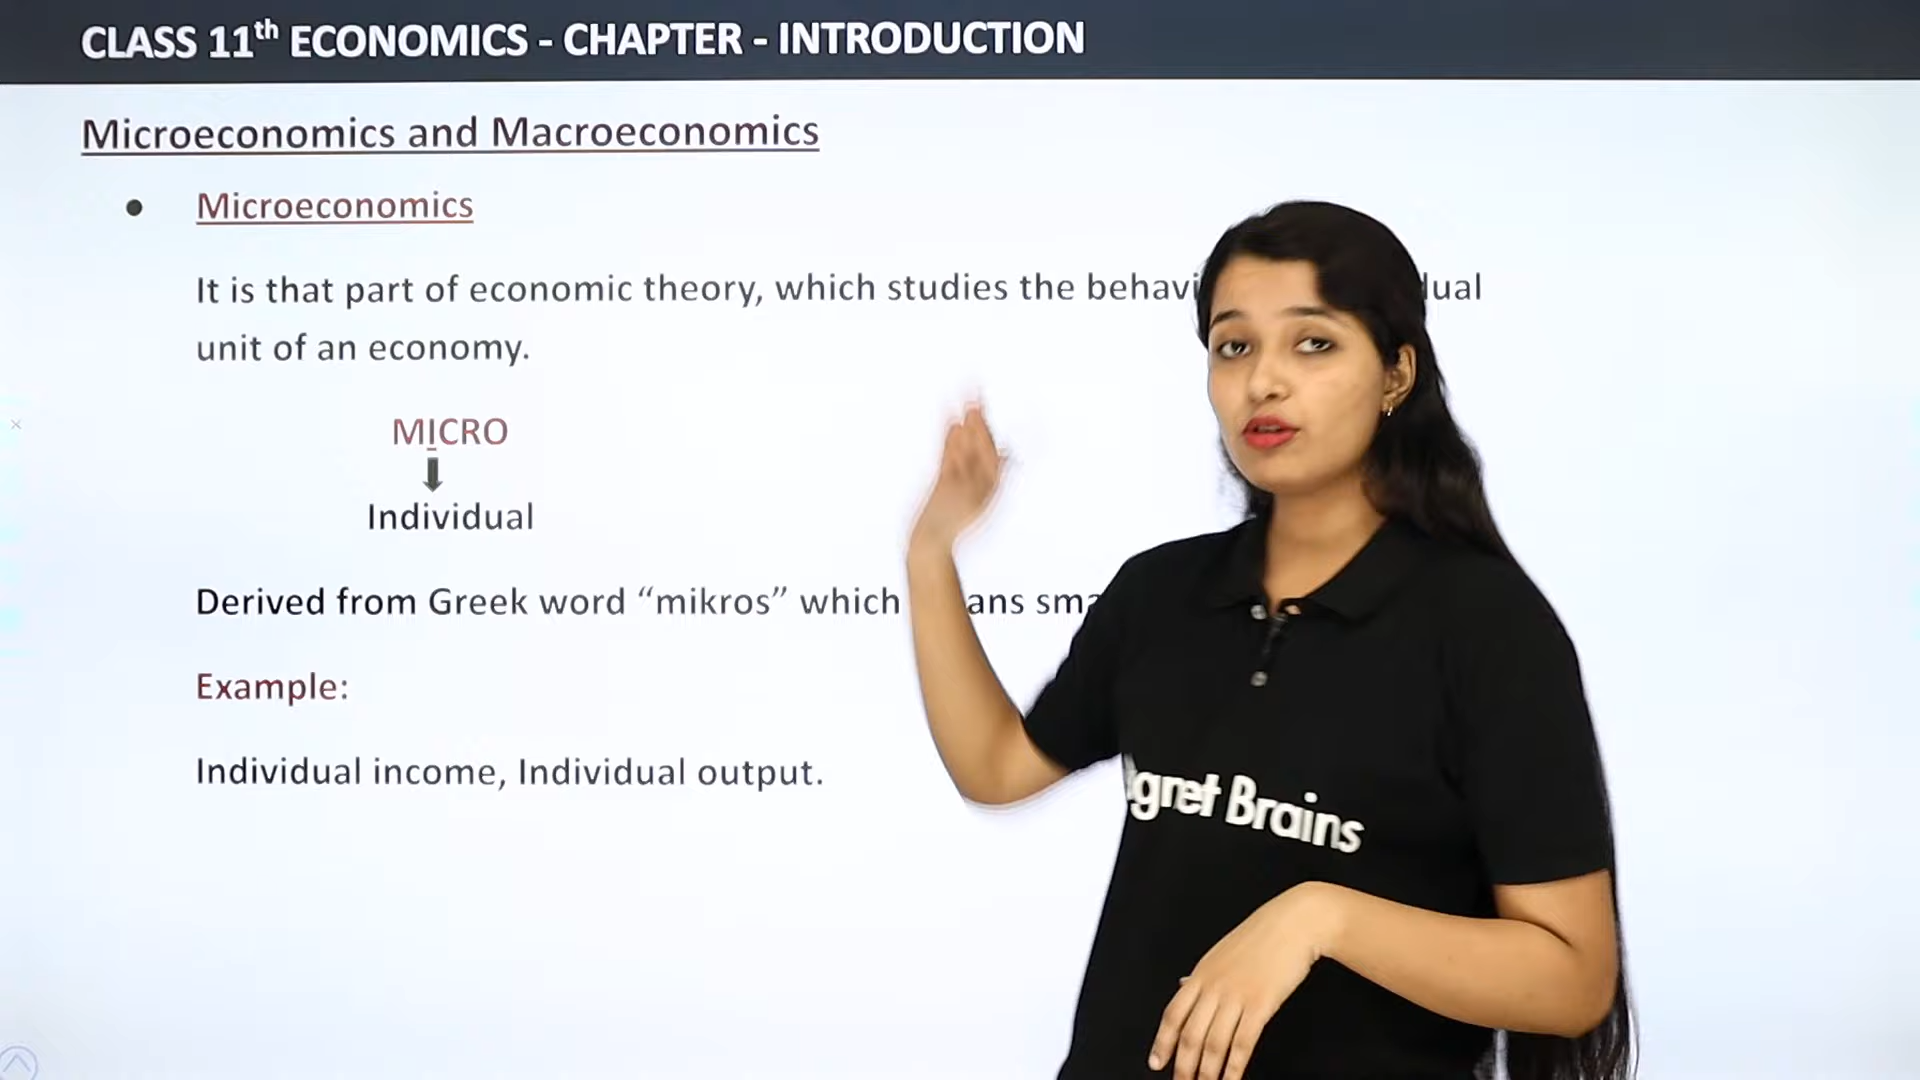 CLASS 11th ECONOMICS - CHAPTER - INTRODUCTION
Microeconomics and Macroeconomics
● Microeconomics
It is that part of economic theory, which studies the
unit of an economy.
MICRO
Individual
Derived from Greek word “mikros” which
Example:
Individual income, Individual output.
Brains